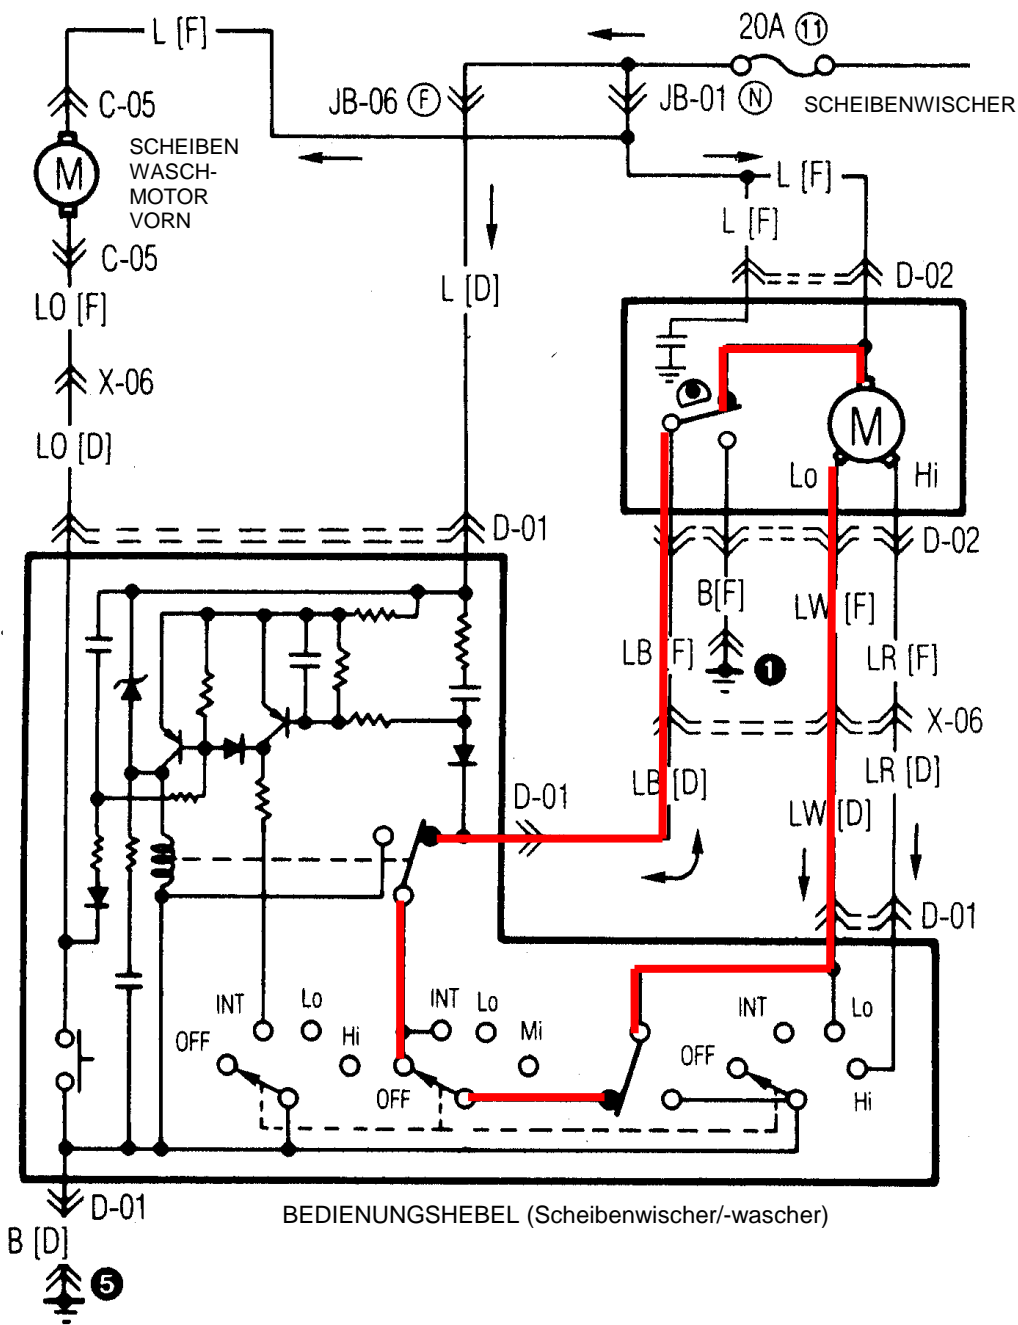 L [F]
20A ⑪
C-05
JB-06 Ⓕ
JB-01 Ⓝ
SCHEIBENWISCHER
M
SCHEIBEN
WASCH-
MOTOR
VORN
L [F]
L [F]
C-05
L [D]
D-02
LO [F]
X-06
M
LO [D]
Lo
Hi
D-01
D-02
B[F]
LW [F]
LB [F]
❶
LR [F]
X-06
LB [D]
LR [D]
D-01
LW [D]
D-01
INT
Lo
INT
Lo
INT
Lo
OFF
Hi
Mi
OFF
OFF
Hi
D-01
BEDIENUNGSHEBEL (Scheibenwischer/-wascher)
B [D]
❺